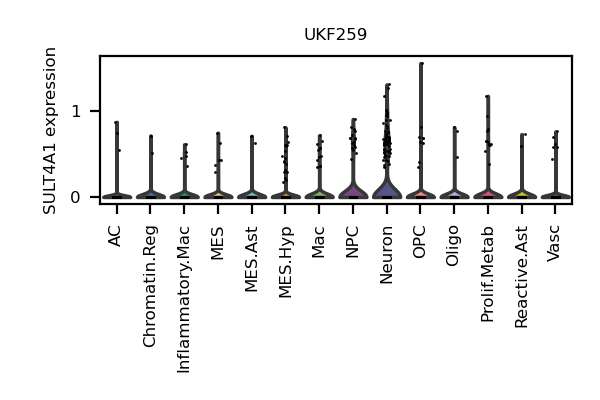 UKF259
SULT4A1 expression
1
0
AC
Chromatin.Reg
Inflammatory.Mac
MES
MES.Ast
MES.Hyp
Mac
NPC
Neuron
OPC
Oligo
Prolif.Metab
Reactive.Ast
Vasc